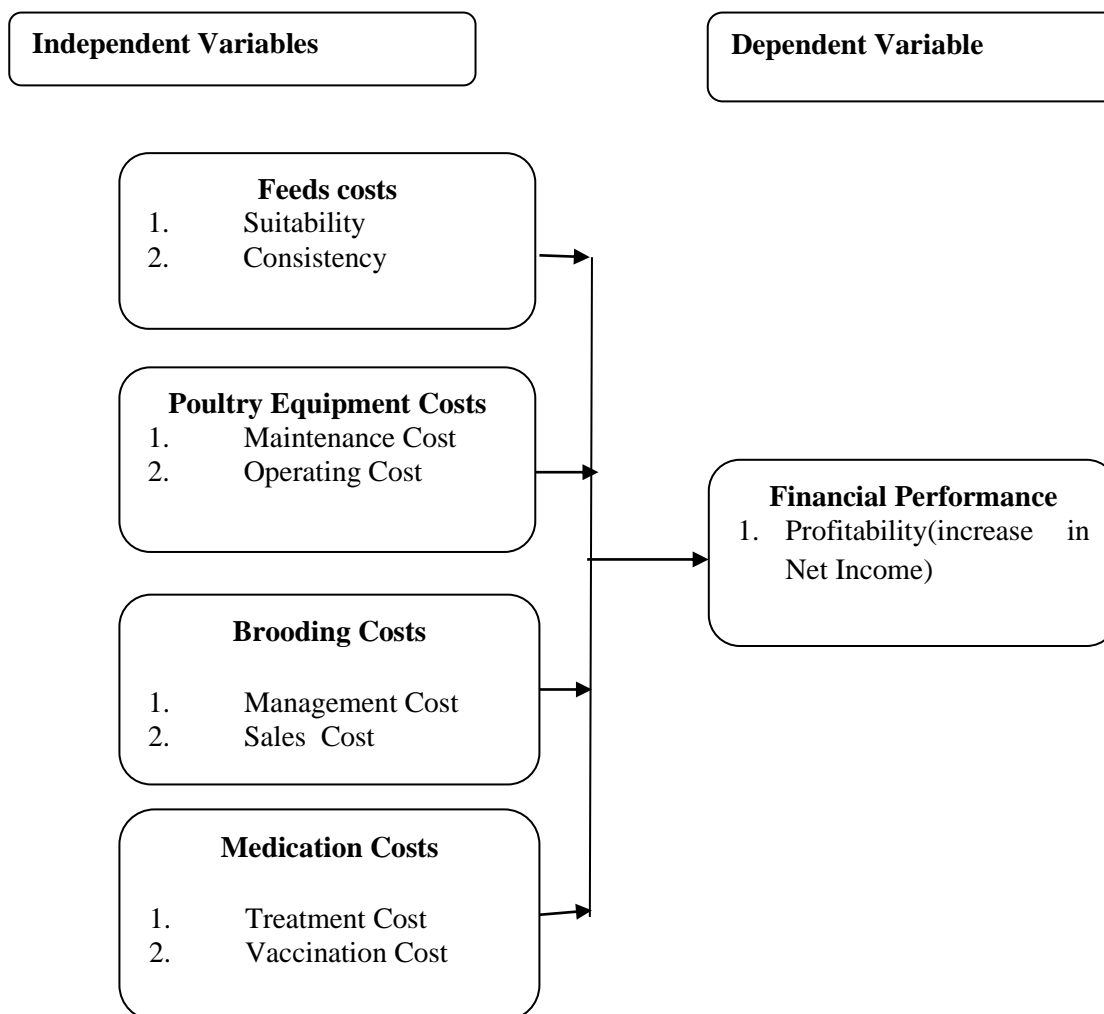 Independent Variables
Dependent Variable
Feeds costs
1. Suitability
2. Consistency
Poultry Equipment Costs
1. Maintenance Cost
2. Operating Cost
Brooding Costs
1. Management Cost
2. Sales Cost
Medication Costs
1. Treatment Cost
2. Vaccination Cost
Financial Performance
1. Profitability(increase in
Net Income)